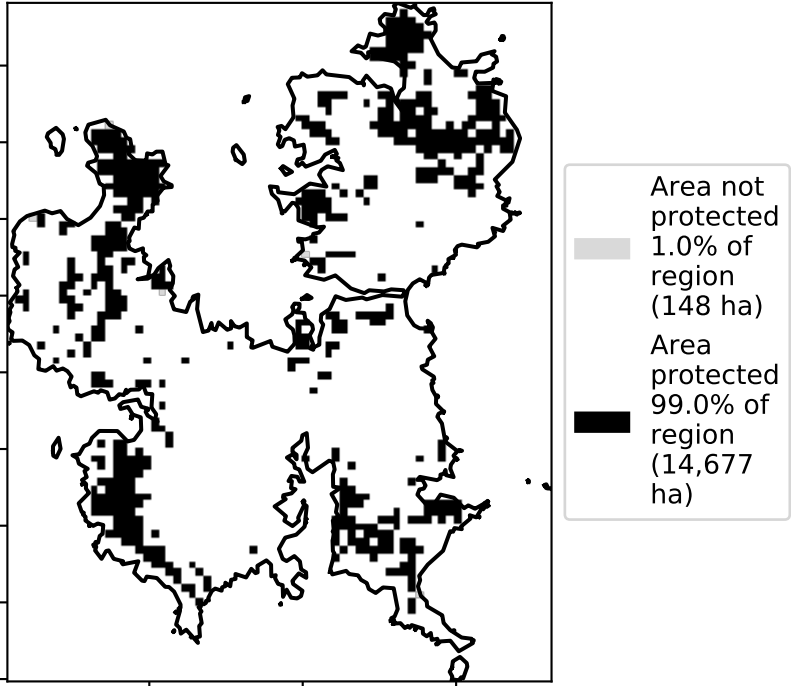 Area not
protected
1.0% of
region
(148 ha)
Area
protected
99.0% of
region
(14,677
ha)